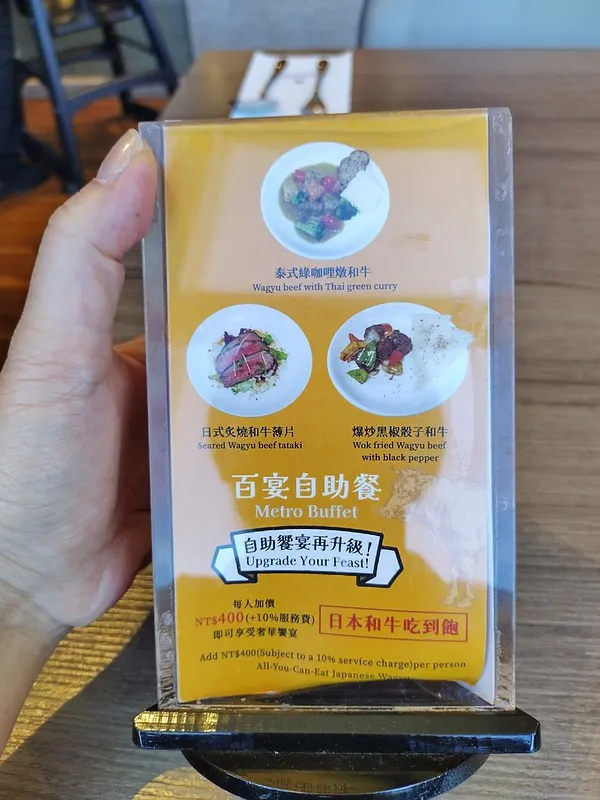 泰式綠咖哩燉和牛
Wagyu beef with Thai green curry
日式炙燒和牛薄片
Seared Wagyu beef tataki
爆炒黑椒骰子和牛
Wok fried Wagyu beef
with black pepper
百宴自助餐
Metro Buffet
自助饗宴再升級!
Upgrade Your Feast!
每人加價
NT$400(+10%服務費)
即可享受奢華饗宴
日本和牛吃到飽
Add NT$400(Subject to a 10% service charge)per person
All-You-Can-Eat Japanese Wagyu